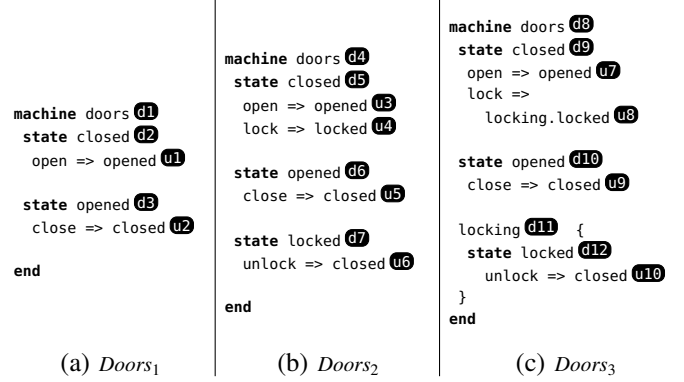 machine doors d1
state closed d2
open => opened u1
state opened d3
close => closed u2
end
(a) Doors1
machine doors d4
state closed d5
open => opened u3
lock => locked u4
state opened d6
close => closed u5
state locked d7
unlock => closed u6
end
(b) Doors2
machine doors d8
state closed d9
open => opened u7
lock =>
locking.locked u8
state opened d10
close => closed u9
locking d11 {
state locked d12
unlock => closed u10
}
end
(c) Doors3